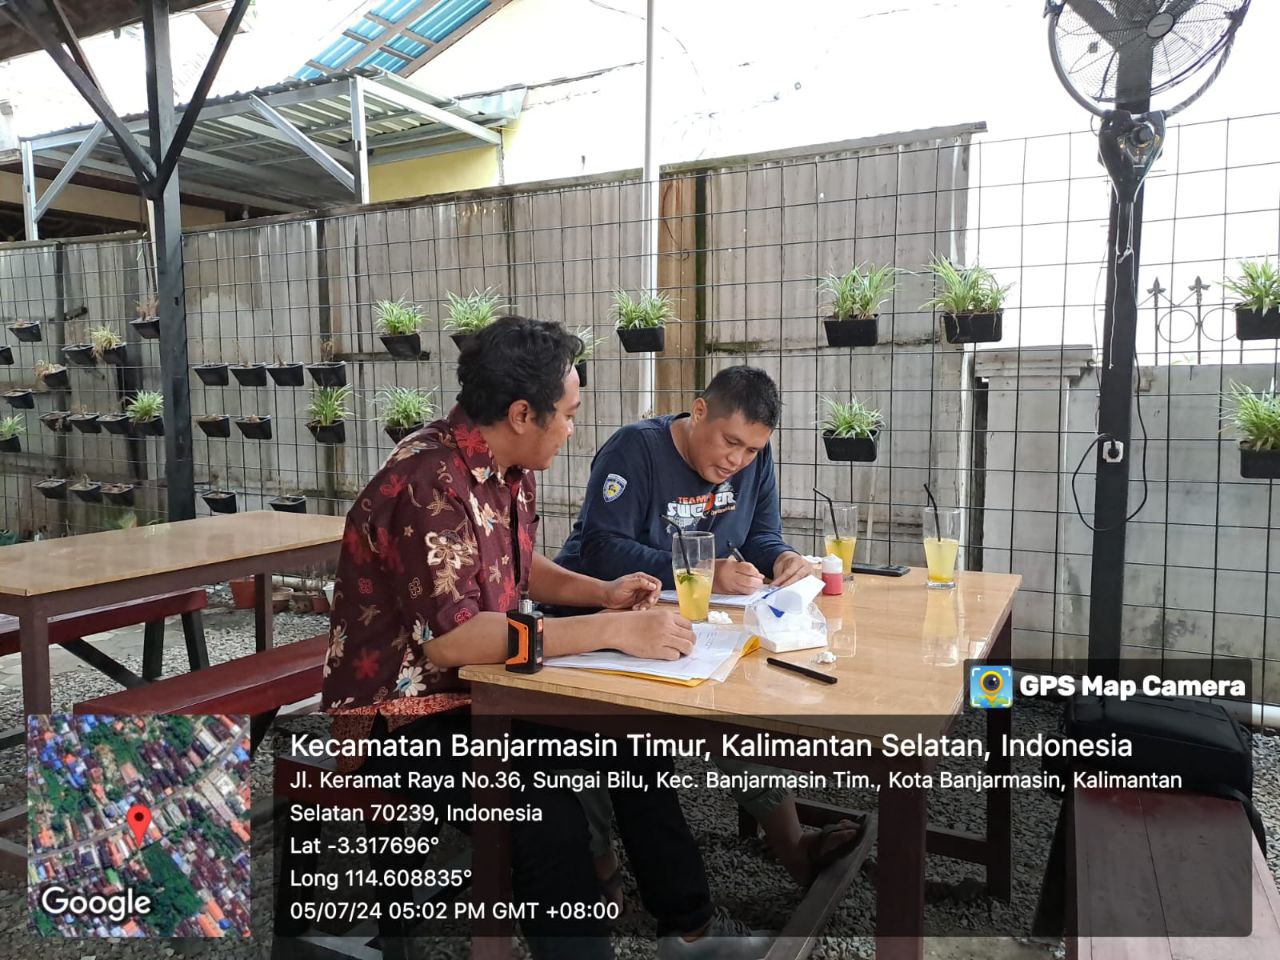 TEAM
GPS Map Camera
Kecamatan Banjarmasin Timur, Kalimantan Selatan, Indonesia
Jl. Keramat Raya No.36, Sungai Bilu, Kec. Banjarmasin Tim., Kota Banjarmasin, Kalimantan
Selatan 70239, Indonesia
Lat -3.317696°
Long 114.608835°
05/07/24 05:02 PM GMT +08:00
Google